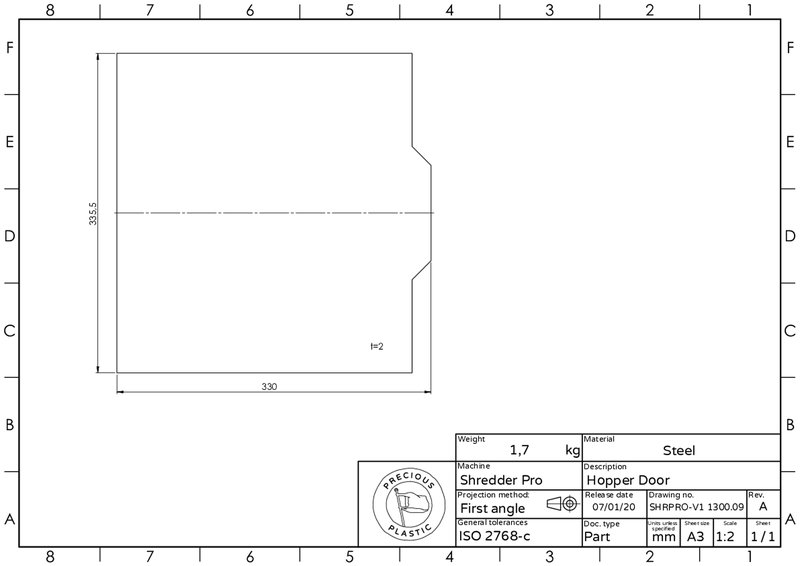 8 7 6 5 4 3 2 1
F F
E E
335.5
D D
C C
t=2
330
B B
Weight
1,7 kg
Material
Steel
Machine
Shredder Pro
Description
Hopper Door
PRECIOUS
PLASTIC
Projection method:
First angle
Release date
07/01/20
Drawing no.
SHRPRO-V1 1300.09
Rev.
A
A A
General tolerances
ISO 2768-c
Doc. type
Part
Units unless
specified
mm
Sheet size
A3
Scale
1:2
Sheet
1 / 1
8 7 6 5 4 3 2 1